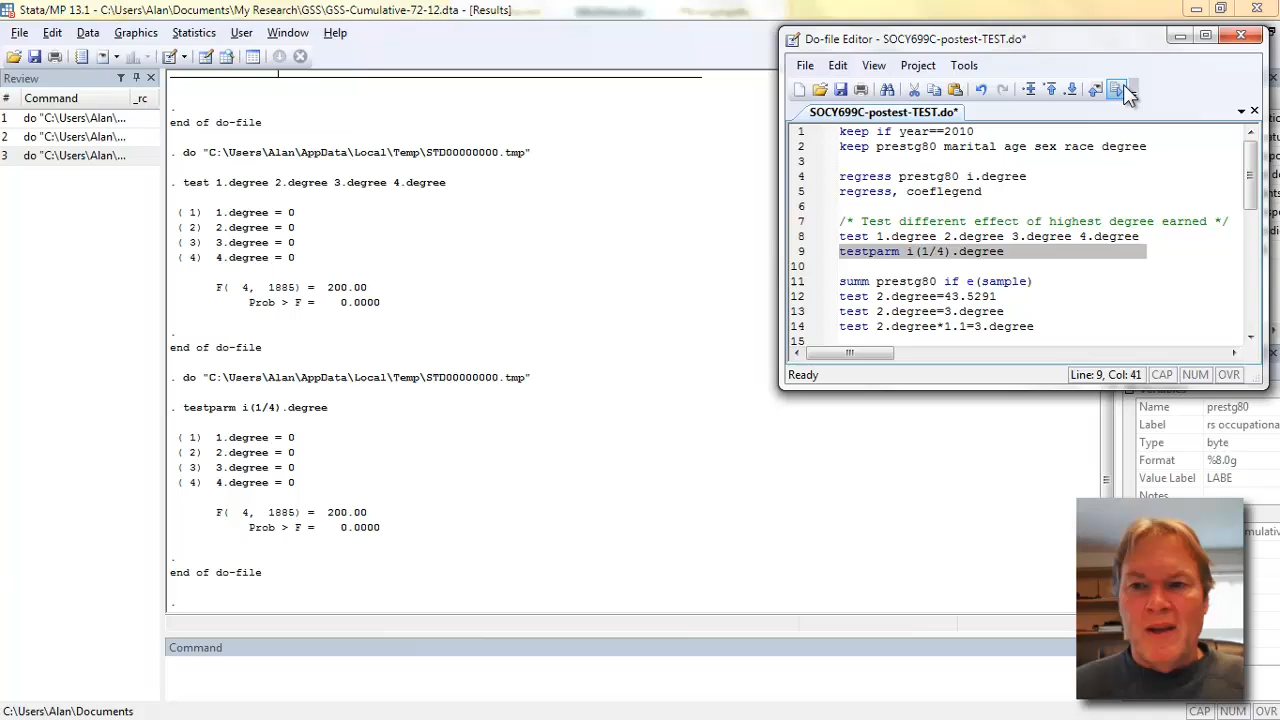 Stata/MP 13.1 - C:\Users\Alan\Documents\My Research\GSS\GSS-Cumulative-72-12.dta - [Results]
File Edit Data Graphics Statistics User Window Help
Review
# Command _rc
1 do "C:\Users\Alan\...
2 do "C:\Users\Alan\...
3 do "C:\Users\Alan\...
.
end of do-file
. do "C:\Users\Alan\AppData\Local\Temp\STD00000000.tmp"
. test 1.degree 2.degree 3.degree 4.degree
( 1) 1.degree = 0
( 2) 2.degree = 0
( 3) 3.degree = 0
( 4) 4.degree = 0
F( 4, 1885) = 200.00
Prob > F = 0.0000
.
end of do-file
. do "C:\Users\Alan\AppData\Local\Temp\STD00000000.tmp"
. testparm i(1/4).degree
( 1) 1.degree = 0
( 2) 2.degree = 0
( 3) 3.degree = 0
( 4) 4.degree = 0
F( 4, 1885) = 200.00
Prob > F = 0.0000
.
end of do-file
.
Command
C:\Users\Alan\Documents
Do-file Editor - SOCY699C-postest-TEST.do*
File Edit View Project Tools
SOCY699C-postest-TEST.do*
1 keep if year==2010
2 keep prestg80 marital age sex race degree
3
4 regress prestg80 i.degree
5 regress, coeflegend
6
7 /* Test different effect of highest degree earned */
8 test 1.degree 2.degree 3.degree 4.degree
9 testparm i(1/4).degree
10
11 summ prestg80 if e(sample)
12 test 2.degree=43.5291
13 test 2.degree=3.degree
14 test 2.degree*1.1=3.degree
15
Ready Line: 9, Col: 41 CAP NUM OVR
Name prestg80
Label rs occupationa
Type byte
Format %8.0g
Value Label LABE
Notes
CAP NUM OVR